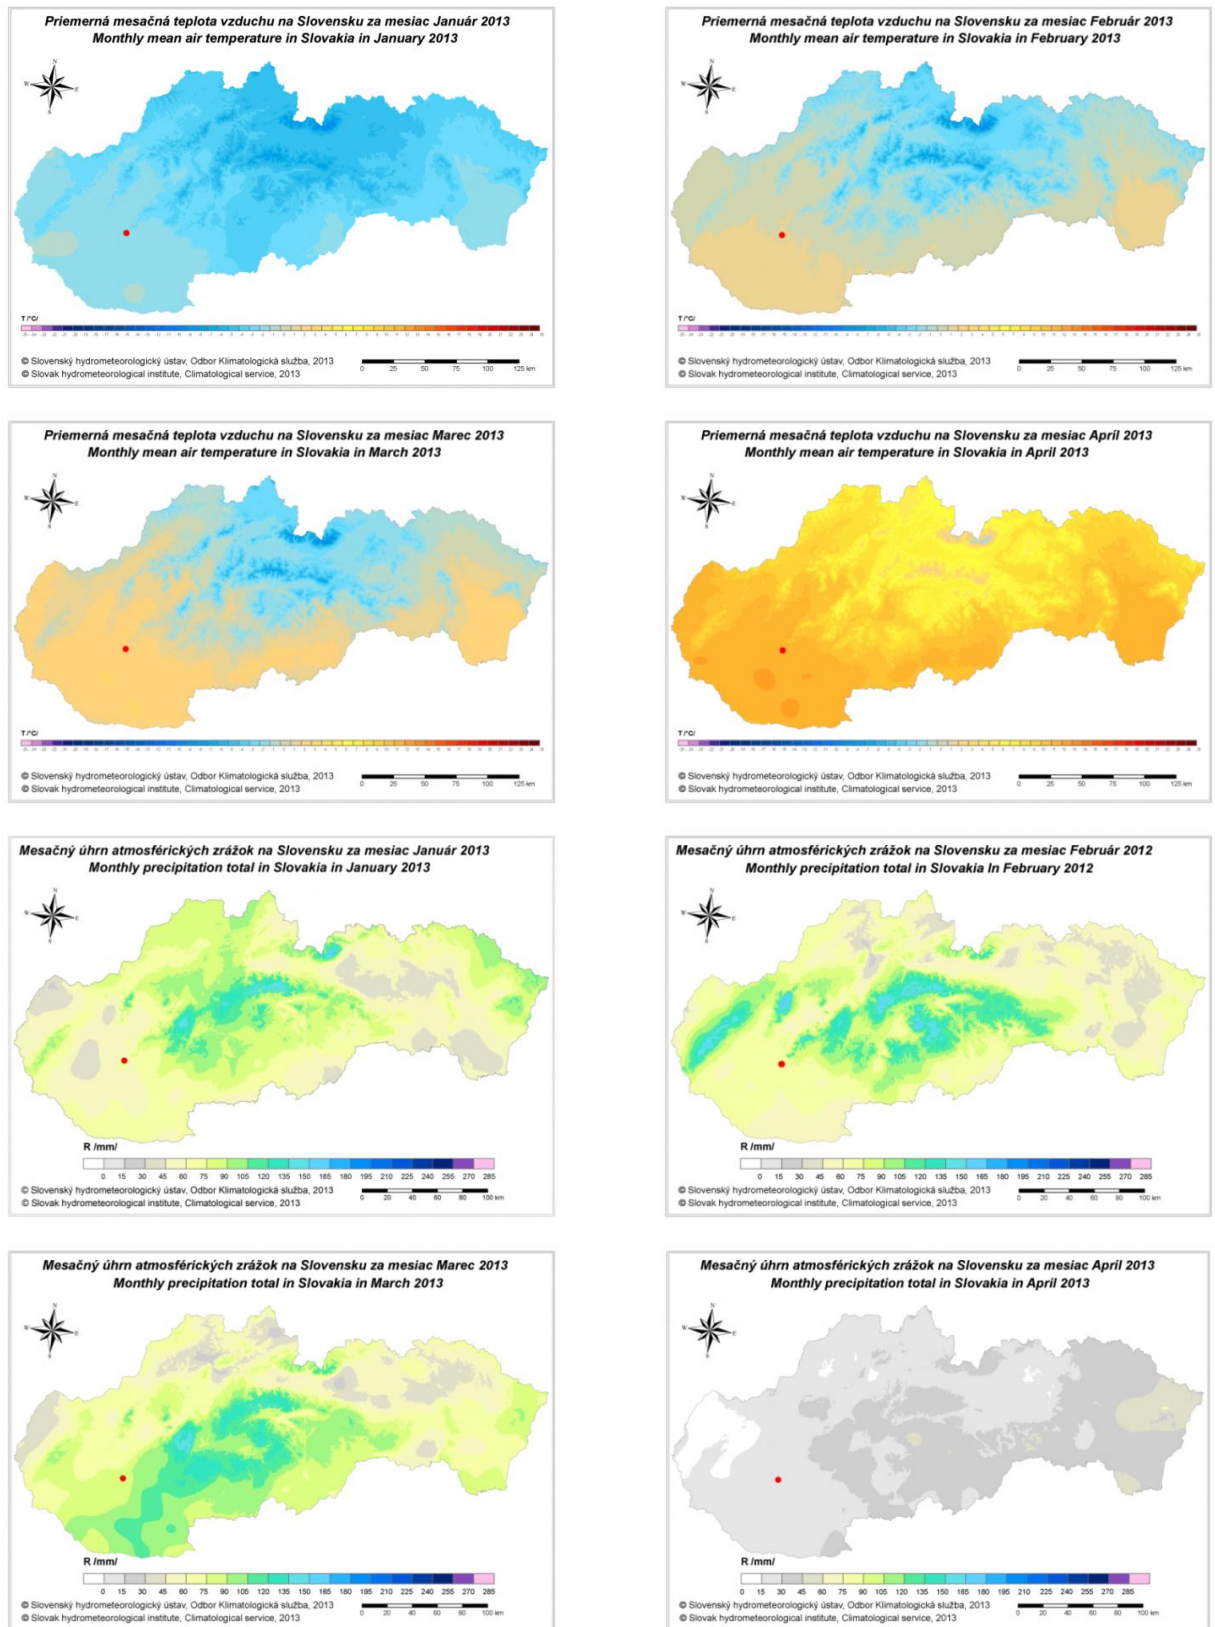 Priemerná mesačná teplota vzduchu na Slovensku za mesiac Január 2013
Monthly mean air temperature in Slovakia in January 2013
N
W E
S
T /°C/
© Slovenský hydrometeorologický ústav, Odbor Klimatologická služba, 2013
© Slovak hydrometeorological institute, Climatological service, 2013
0 25 50 75 100 125 km
Priemerná mesačná teplota vzduchu na Slovensku za mesiac Február 2013
Monthly mean air temperature in Slovakia in February 2013
N
W E
S
T /°C/
© Slovenský hydrometeorologický ústav, Odbor Klimatologická služba, 2013
© Slovak hydrometeorological institute, Climatological service, 2013
0 25 50 75 100 125 km
Priemerná mesačná teplota vzduchu na Slovensku za mesiac Marec 2013
Monthly mean air temperature in Slovakia in March 2013
N
W E
S
T /°C/
© Slovenský hydrometeorologický ústav, Odbor Klimatologická služba, 2013
© Slovak hydrometeorological institute, Climatological service, 2013
0 25 50 75 100 125 km
Priemerná mesačná teplota vzduchu na Slovensku za mesiac Apríl 2013
Monthly mean air temperature in Slovakia in April 2013
N
W E
S
T /°C/
© Slovenský hydrometeorologický ústav, Odbor Klimatologická služba, 2013
© Slovak hydrometeorological institute, Climatological service, 2013
0 25 50 75 100 125 km
Mesačný úhrn atmosférických zrážok na Slovensku za mesiac Január 2013
Monthly precipitation total in Slovakia in January 2013
N
W E
S
R /mm/
0 15 30 45 60 75 90 105 120 135 150 165 180 195 210 225 240 255 270 285
© Slovenský hydrometeorologický ústav, Odbor Klimatologická služba, 2013
© Slovak hydrometeorological institute, Climatological service, 2013
0 20 40 60 80 100 km
Mesačný úhrn atmosférických zrážok na Slovensku za mesiac Február 2012
Monthly precipitation total in Slovakia In February 2012
N
W E
S
R /mm/
0 15 30 45 60 75 90 105 120 135 150 165 180 195 210 225 240 255 270 285
© Slovenský hydrometeorologický ústav, Odbor Klimatologická služba, 2013
© Slovak hydrometeorological institute, Climatological service, 2013
0 20 40 60 80 100 km
Mesačný úhrn atmosférických zrážok na Slovensku za mesiac Marec 2013
Monthly precipitation total in Slovakia in March 2013
N
W E
S
R /mm/
0 15 30 45 60 75 90 105 120 135 150 165 180 195 210 225 240 255 270 285
© Slovenský hydrometeorologický ústav, Odbor Klimatologická služba, 2013
© Slovak hydrometeorological institute, Climatological service, 2013
0 20 40 60 80 100 km
Mesačný úhrn atmosférických zrážok na Slovensku za mesiac Apríl 2013
Monthly precipitation total in Slovakia in April 2013
N
W E
S
R /mm/
0 15 30 45 60 75 90 105 120 135 150 165 180 195 210 225 240 255 270 285
© Slovenský hydrometeorologický ústav, Odbor Klimatologická služba, 2013
© Slovak hydrometeorological institute, Climatological service, 2013
0 20 40 60 80 100 km